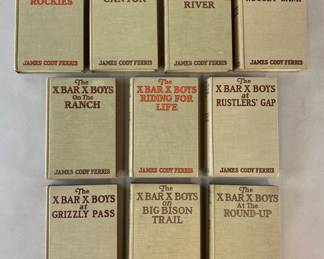 ROCKIES
JAMES CODY FERRIS
CANYON
JAMES CODY FERRIS
RIVER
JAMES CODY FERRIS
JAMES CODY FERRIS
The
X BAR X BOYS
On The
RANCH
JAMES CODY FERRIS
The
X BAR X BOYS
RIDING FOR
LIFE
JAMES CODY FERRIS
The
X BAR X BOYS
at
RUSTLERS' GAP
JAMES CODY FERRIS
The
X BAR X BOYS
at
GRIZZLY PASS
The
X BAR X BOYS
on
BIG BISON
TRAIL
The
X BAR X BOYS
At The
ROUND-UP